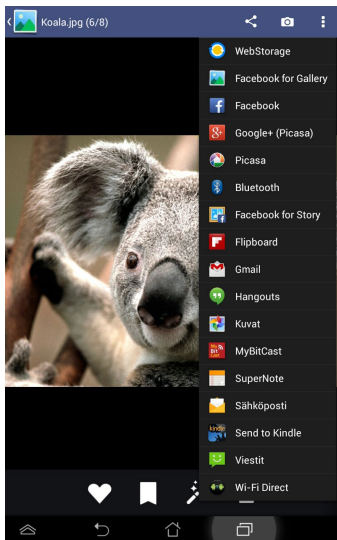 Koala.jpg (6/8)
WebStorage
Facebook for Gallery
Facebook
Google+ (Picasa)
Picasa
Bluetooth
Facebook for Story
Flipboard
Gmail
Hangouts
Kuvat
MyBitCast
SuperNote
Sähköposti
kindle
Send to Kindle
Viestit
Wi-Fi Direct